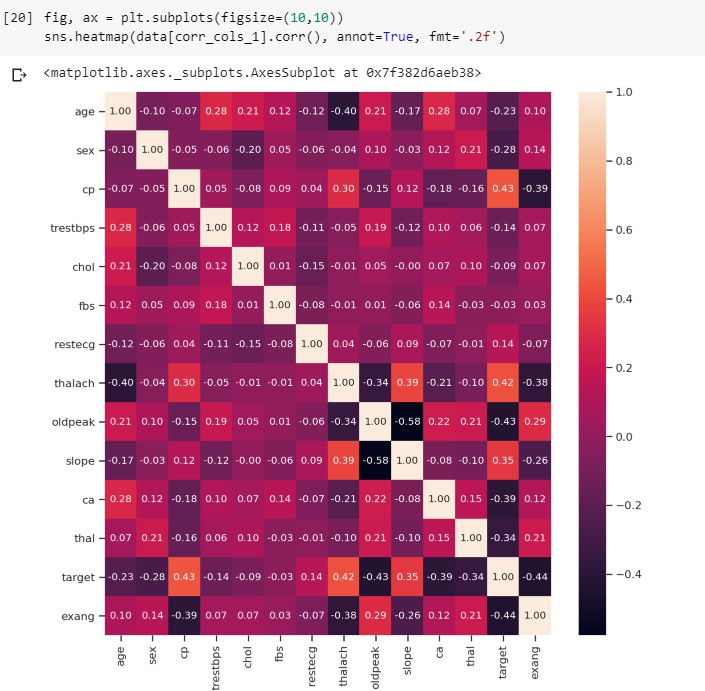 [20] fig, ax = plt.subplots(figsize=(10,10))
sns.heatmap(data[corr_cols_1].corr(), annot=True, fmt='.2f')
<matplotlib.axes._subplots.AxesSubplot at 0x7f382d6aeb38>
age 1.00 -0.10 -0.07 0.28 0.21 0.12 -0.12 -0.40 0.21 -0.17 0.28 0.07 -0.23 0.10
sex -0.10 1.00 -0.05 -0.06 -0.20 0.05 -0.06 -0.04 0.10 -0.03 0.12 0.21 -0.28 0.14
cp -0.07 -0.05 1.00 0.05 -0.08 0.09 0.04 0.30 -0.15 0.12 -0.18 -0.16 0.43 -0.39
trestbps 0.28 -0.06 0.05 1.00 0.12 0.18 -0.11 -0.05 0.19 -0.12 0.10 0.06 -0.14 0.07
chol 0.21 -0.20 -0.08 0.12 1.00 0.01 -0.15 -0.01 0.05 -0.00 0.07 0.10 -0.09 0.07
fbs 0.12 0.05 0.09 0.18 0.01 1.00 -0.08 -0.01 0.01 -0.06 0.14 -0.03 -0.03 0.03
restecg -0.12 -0.06 0.04 -0.11 -0.15 -0.08 1.00 0.04 -0.06 0.09 -0.07 -0.01 0.14 -0.07
thalach -0.40 -0.04 0.30 -0.05 -0.01 -0.01 0.04 1.00 -0.34 0.39 -0.21 -0.10 0.42 -0.38
oldpeak 0.21 0.10 -0.15 0.19 0.05 0.01 -0.06 -0.34 1.00 -0.58 0.22 0.21 -0.43 0.29
slope -0.17 -0.03 0.12 -0.12 -0.00 -0.06 0.09 0.39 -0.58 1.00 -0.08 -0.10 0.35 -0.26
ca 0.28 0.12 -0.18 0.10 0.07 0.14 -0.07 -0.21 0.22 -0.08 1.00 0.15 -0.39 0.12
thal 0.07 0.21 -0.16 0.06 0.10 -0.03 -0.01 -0.10 0.21 -0.10 0.15 1.00 -0.34 0.21
target -0.23 -0.28 0.43 -0.14 -0.09 -0.03 0.14 0.42 -0.43 0.35 -0.39 -0.34 1.00 -0.44
exang 0.10 0.14 -0.39 0.07 0.07 0.03 -0.07 -0.38 0.29 -0.26 0.12 0.21 -0.44 1.00
age sex cp trestbps chol fbs restecg thalach oldpeak slope ca thal target exang
1.0
0.8
0.6
0.4
0.2
0.0
−0.2
−0.4